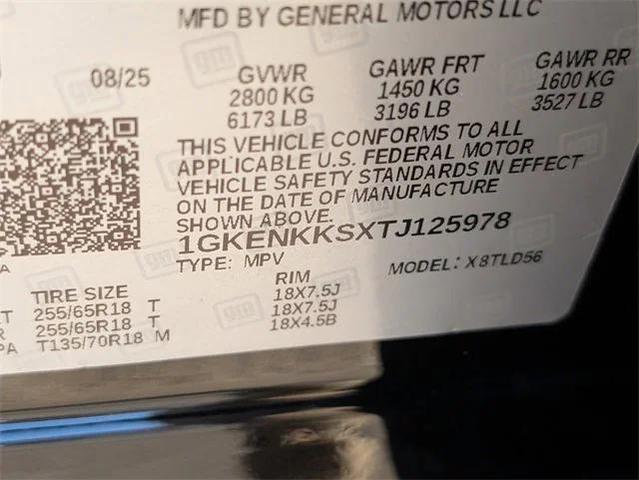 MFD BY GENERAL MOTORS LLC
08/25 GVWR GAWR FRT GAWR RR
2800 KG 1450 KG 1600 KG
6173 LB 3196 LB 3527 LB
THIS VEHICLE CONFORMS TO ALL
APPLICABLE U.S. FEDERAL MOTOR
VEHICLE SAFETY STANDARDS IN EFFECT
ON THE DATE OF MANUFACTURE
SHOWN ABOVE.
1GKENKKSXTJ125978
TYPE: MPV MODEL: X8TLD56
TIRE SIZE RIM
255/65R18 T 18X7.5J
255/65R18 T 18X7.5J
T135/70R18 M 18X4.5B
gm